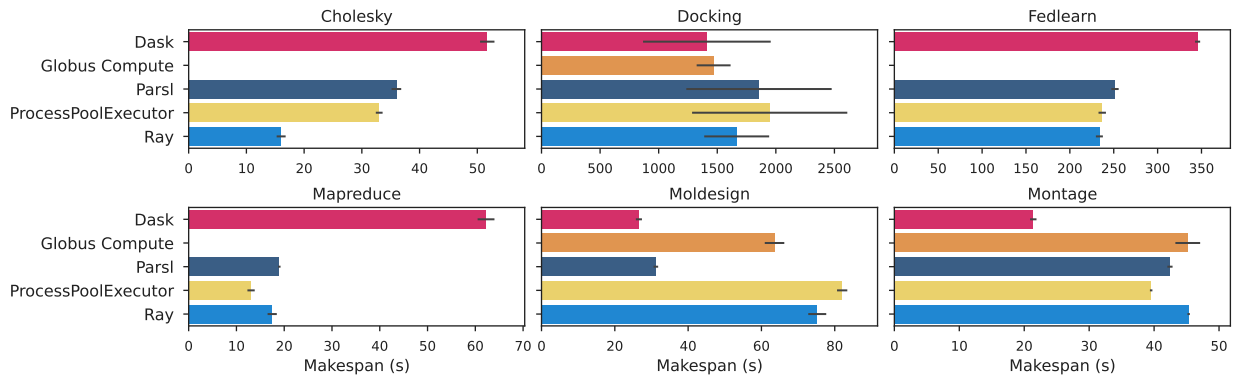 Cholesky
Docking
Fedlearn
Dask
Globus Compute
Parsl
ProcessPoolExecutor
Ray
0 10 20 30 40 50
0 500 1000 1500 2000 2500
0 50 100 150 200 250 300 350
Mapreduce
Moldesign
Montage
Dask
Globus Compute
Parsl
ProcessPoolExecutor
Ray
0 10 20 30 40 50 60 70
0 20 40 60 80
0 10 20 30 40 50
Makespan (s)
Makespan (s)
Makespan (s)